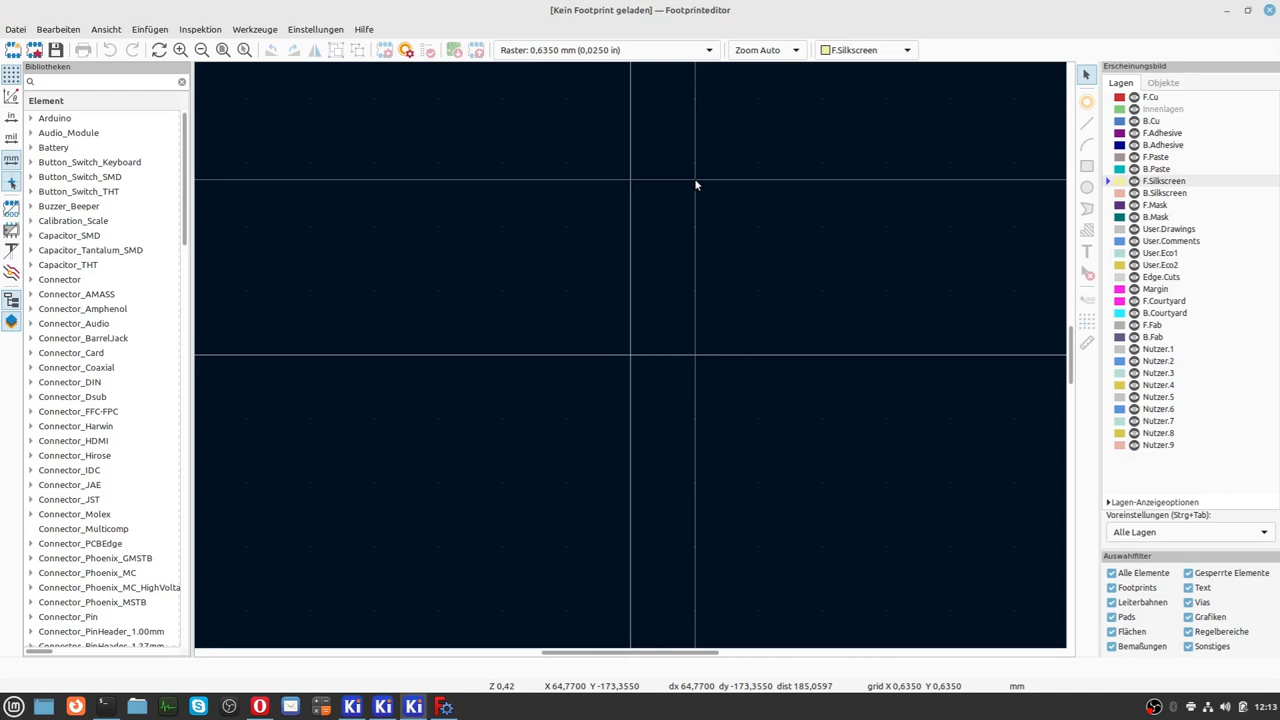 [Kein Footprint geladen] — Footprinteditor
Datei Bearbeiten Ansicht Einfügen Inspektion Werkzeuge Einstellungen Hilfe
Raster: 0,6350 mm (0,0250 in) Zoom Auto F.Silkscreen
Bibliotheken
Element
Arduino
Audio_Module
Battery
Button_Switch_Keyboard
Button_Switch_SMD
Button_Switch_THT
Buzzer_Beeper
Calibration_Scale
Capacitor_SMD
Capacitor_Tantalum_SMD
Capacitor_THT
Connector
Connector_AMASS
Connector_Amphenol
Connector_Audio
Connector_BarrelJack
Connector_Card
Connector_Coaxial
Connector_DIN
Connector_Dsub
Connector_FFC-FPC
Connector_Harwin
Connector_HDMI
Connector_Hirose
Connector_IDC
Connector_JAE
Connector_JST
Connector_Molex
Connector_Multicomp
Connector_PCBEdge
Connector_Phoenix_GMSTB
Connector_Phoenix_MC
Connector_Phoenix_MC_HighVolta
Connector_Phoenix_MSTB
Connector_Pin
Connector_PinHeader_1.00mm
Connector_PinHeader_1.27mm
in
mil
mm
Erscheinungsbild
Lagen Objekte
F.Cu
Innenlagen
B.Cu
F.Adhesive
B.Adhesive
F.Paste
B.Paste
F.Silkscreen
B.Silkscreen
F.Mask
B.Mask
User.Drawings
User.Comments
User.Eco1
User.Eco2
Edge.Cuts
Margin
F.Courtyard
B.Courtyard
F.Fab
B.Fab
Nutzer.1
Nutzer.2
Nutzer.3
Nutzer.4
Nutzer.5
Nutzer.6
Nutzer.7
Nutzer.8
Nutzer.9
Lagen-Anzeigeoptionen
Voreinstellungen (Strg+Tab):
Alle Lagen
Auswahlfilter
Alle Elemente Gesperrte Elemente
Footprints Text
Leiterbahnen Vias
Pads Grafiken
Flächen Regelbereiche
Bemaßungen Sonstiges
Z 0,42 X 64,7700 Y -173,3550 dx 64,7700 dy -173,3550 dist 185,0597 grid X 0,6350 Y 0,6350 mm
Ki Ki Ki 12:13